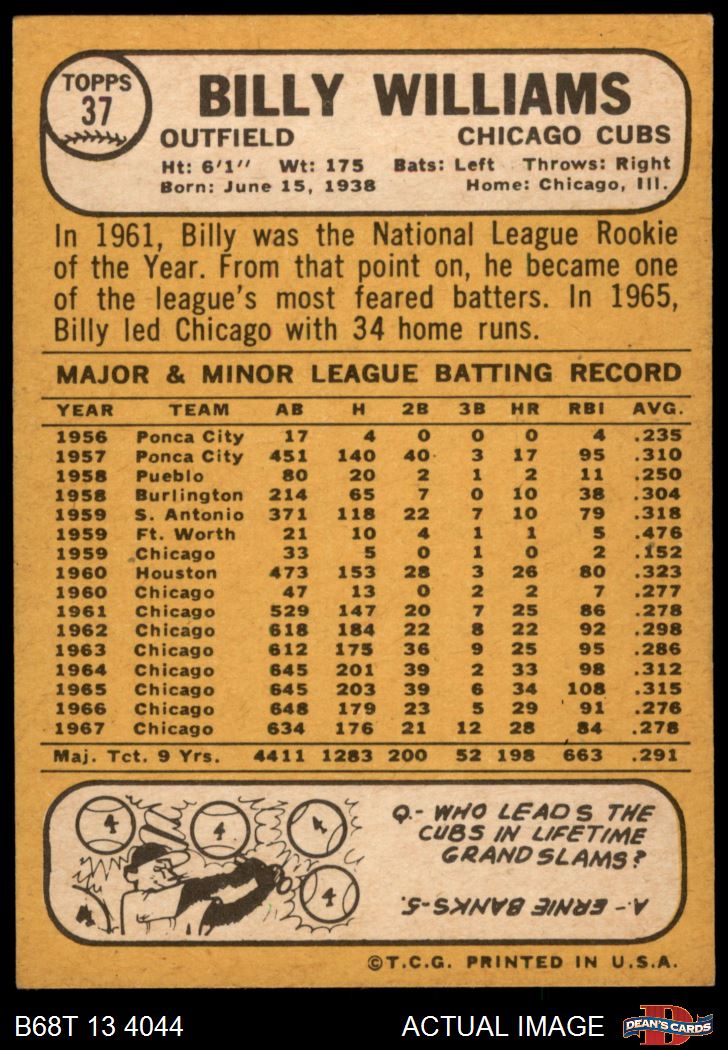 TOPPS
37
BILLY WILLIAMS
OUTFIELD CHICAGO CUBS
Ht: 6'1'' Wt: 175 Bats: Left Throws: Right
Born: June 15, 1938 Home: Chicago, Ill.
In 1961, Billy was the National League Rookie
of the Year. From that point on, he became one
of the league's most feared batters. In 1965,
Billy led Chicago with 34 home runs.
MAJOR & MINOR LEAGUE BATTING RECORD
YEAR TEAM AB H 2B 3B HR RBI AVG.
1956 Ponca City 17 4 0 0 0 4 .235
1957 Ponca City 451 140 40 3 17 95 .310
1958 Pueblo 80 20 2 1 2 11 .250
1958 Burlington 214 65 7 0 10 38 .304
1959 S. Antonio 371 118 22 7 10 79 .318
1959 Ft. Worth 21 10 4 1 1 5 .476
1959 Chicago 33 5 0 1 0 2 .152
1960 Houston 473 153 28 3 26 80 .323
1960 Chicago 47 13 0 2 2 7 .277
1961 Chicago 529 147 20 7 25 86 .278
1962 Chicago 618 184 22 8 22 92 .298
1963 Chicago 612 175 36 9 25 95 .286
1964 Chicago 645 201 39 2 33 98 .312
1965 Chicago 645 203 39 6 34 108 .315
1966 Chicago 648 179 23 5 29 91 .276
1967 Chicago 634 176 21 12 28 84 .278
Maj. Tct. 9 Yrs. 4411 1283 200 52 198 663 .291
4 4 4
4
4
Q.- WHO LEADS THE
CUBS IN LIFETIME
GRAND SLAMS?
A.- ERNIE BANKS-5.
©T.C.G. PRINTED IN U.S.A.
B68T 13 4044 ACTUAL IMAGE
D
DEAN'S CARDS